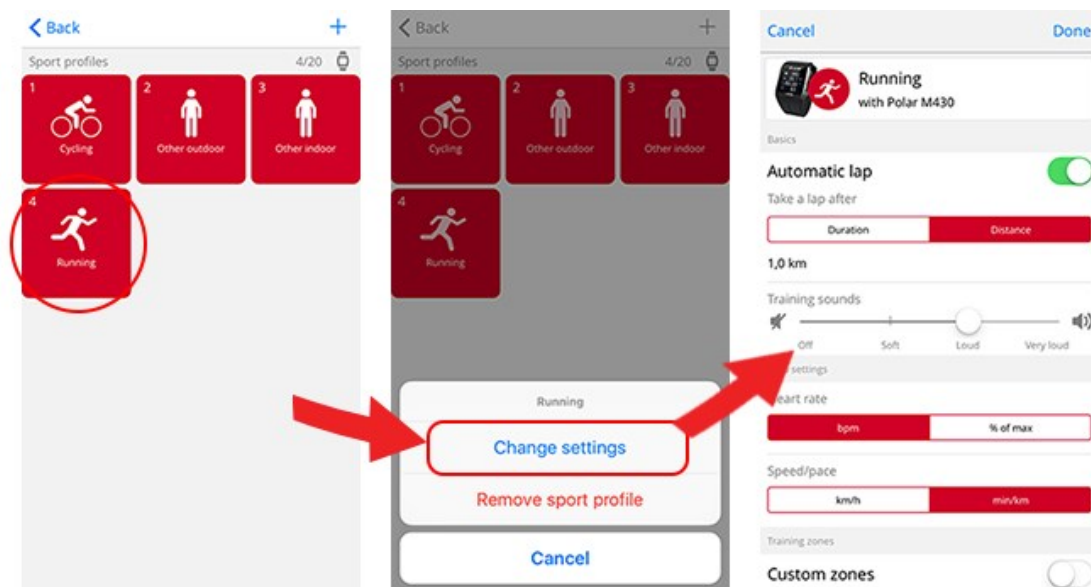 Back
+
Sport profiles 4/20
1 2 3
Cycling Other outdoor Other indoor
4
Running
Back
+
Sport profiles 4/20
1 2 3
Cycling Other outdoor Other indoor
4
Running
Running
Change settings
Remove sport profile
Cancel
Cancel Done
Running
with Polar M430
Basics
Automatic lap
Take a lap after
Duration Distance
1,0 km
Training sounds
Off Soft Loud Very loud
settings
eart rate
bpm % of max
Speed/pace
km/h min/km
Training zones
Custom zones